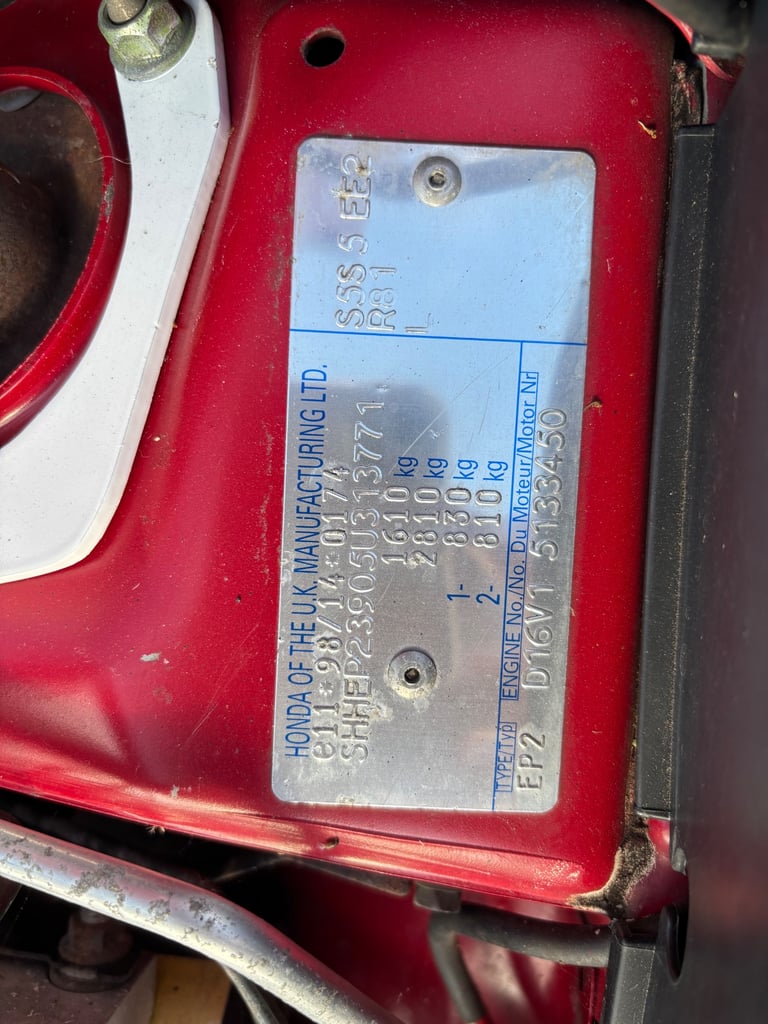 HONDA OF THE U.K. MANUFACTURING LTD.
e11*98/14*0174
SHHEP23905U313771
1610 kg
2810 kg
1- 830 kg
2- 810 kg
S5S 5 EE2
R81
L
TYPE/Typ
ENGINE No./No. Du Moteur/Motor Nr
EP2
D16V1 5133450